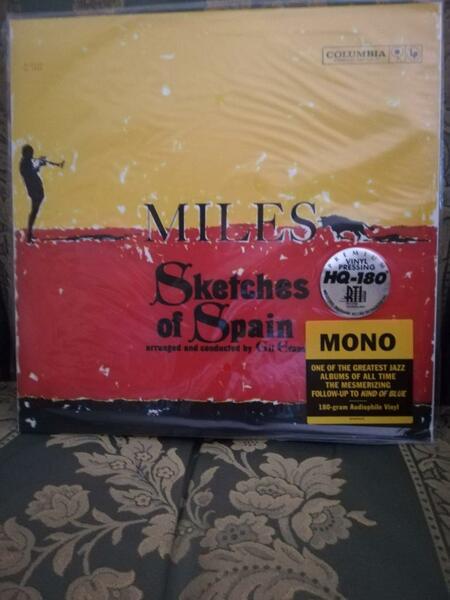 COLUMBIA
MILES
Sketches
of Spain
arranged and conducted by Gil Evans
PREMIUM
VINYL
PRESSING
HQ-180
RTI
MONO
ONE OF THE GREATEST JAZZ
ALBUMS OF ALL TIME
THE MESMERIZING
FOLLOW-UP TO KIND OF BLUE
180-gram Audiophile Vinyl